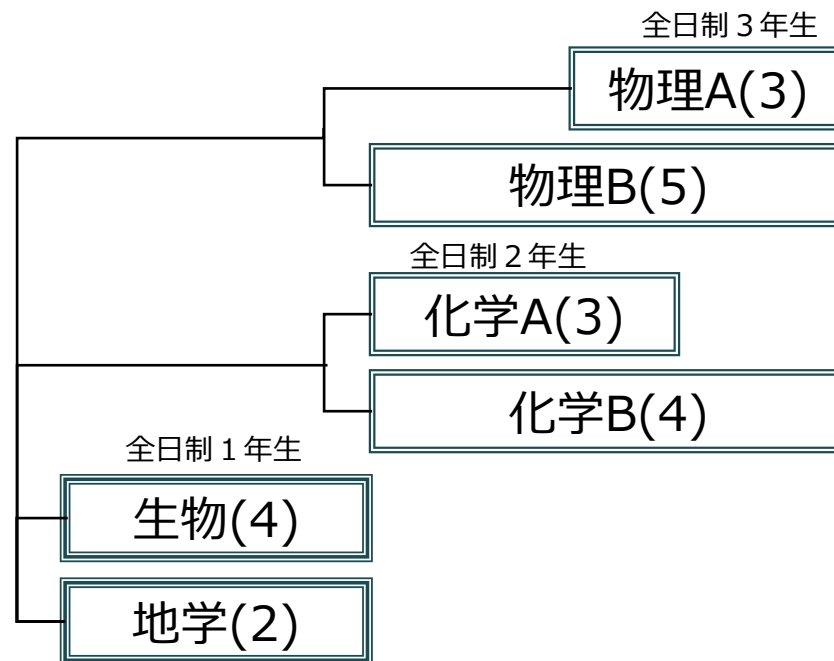 全日制３年生
物理A(3)
物理B(5)
全日制２年生
化学A(3)
化学B(4)
全日制１年生
生物(4)
地学(2)